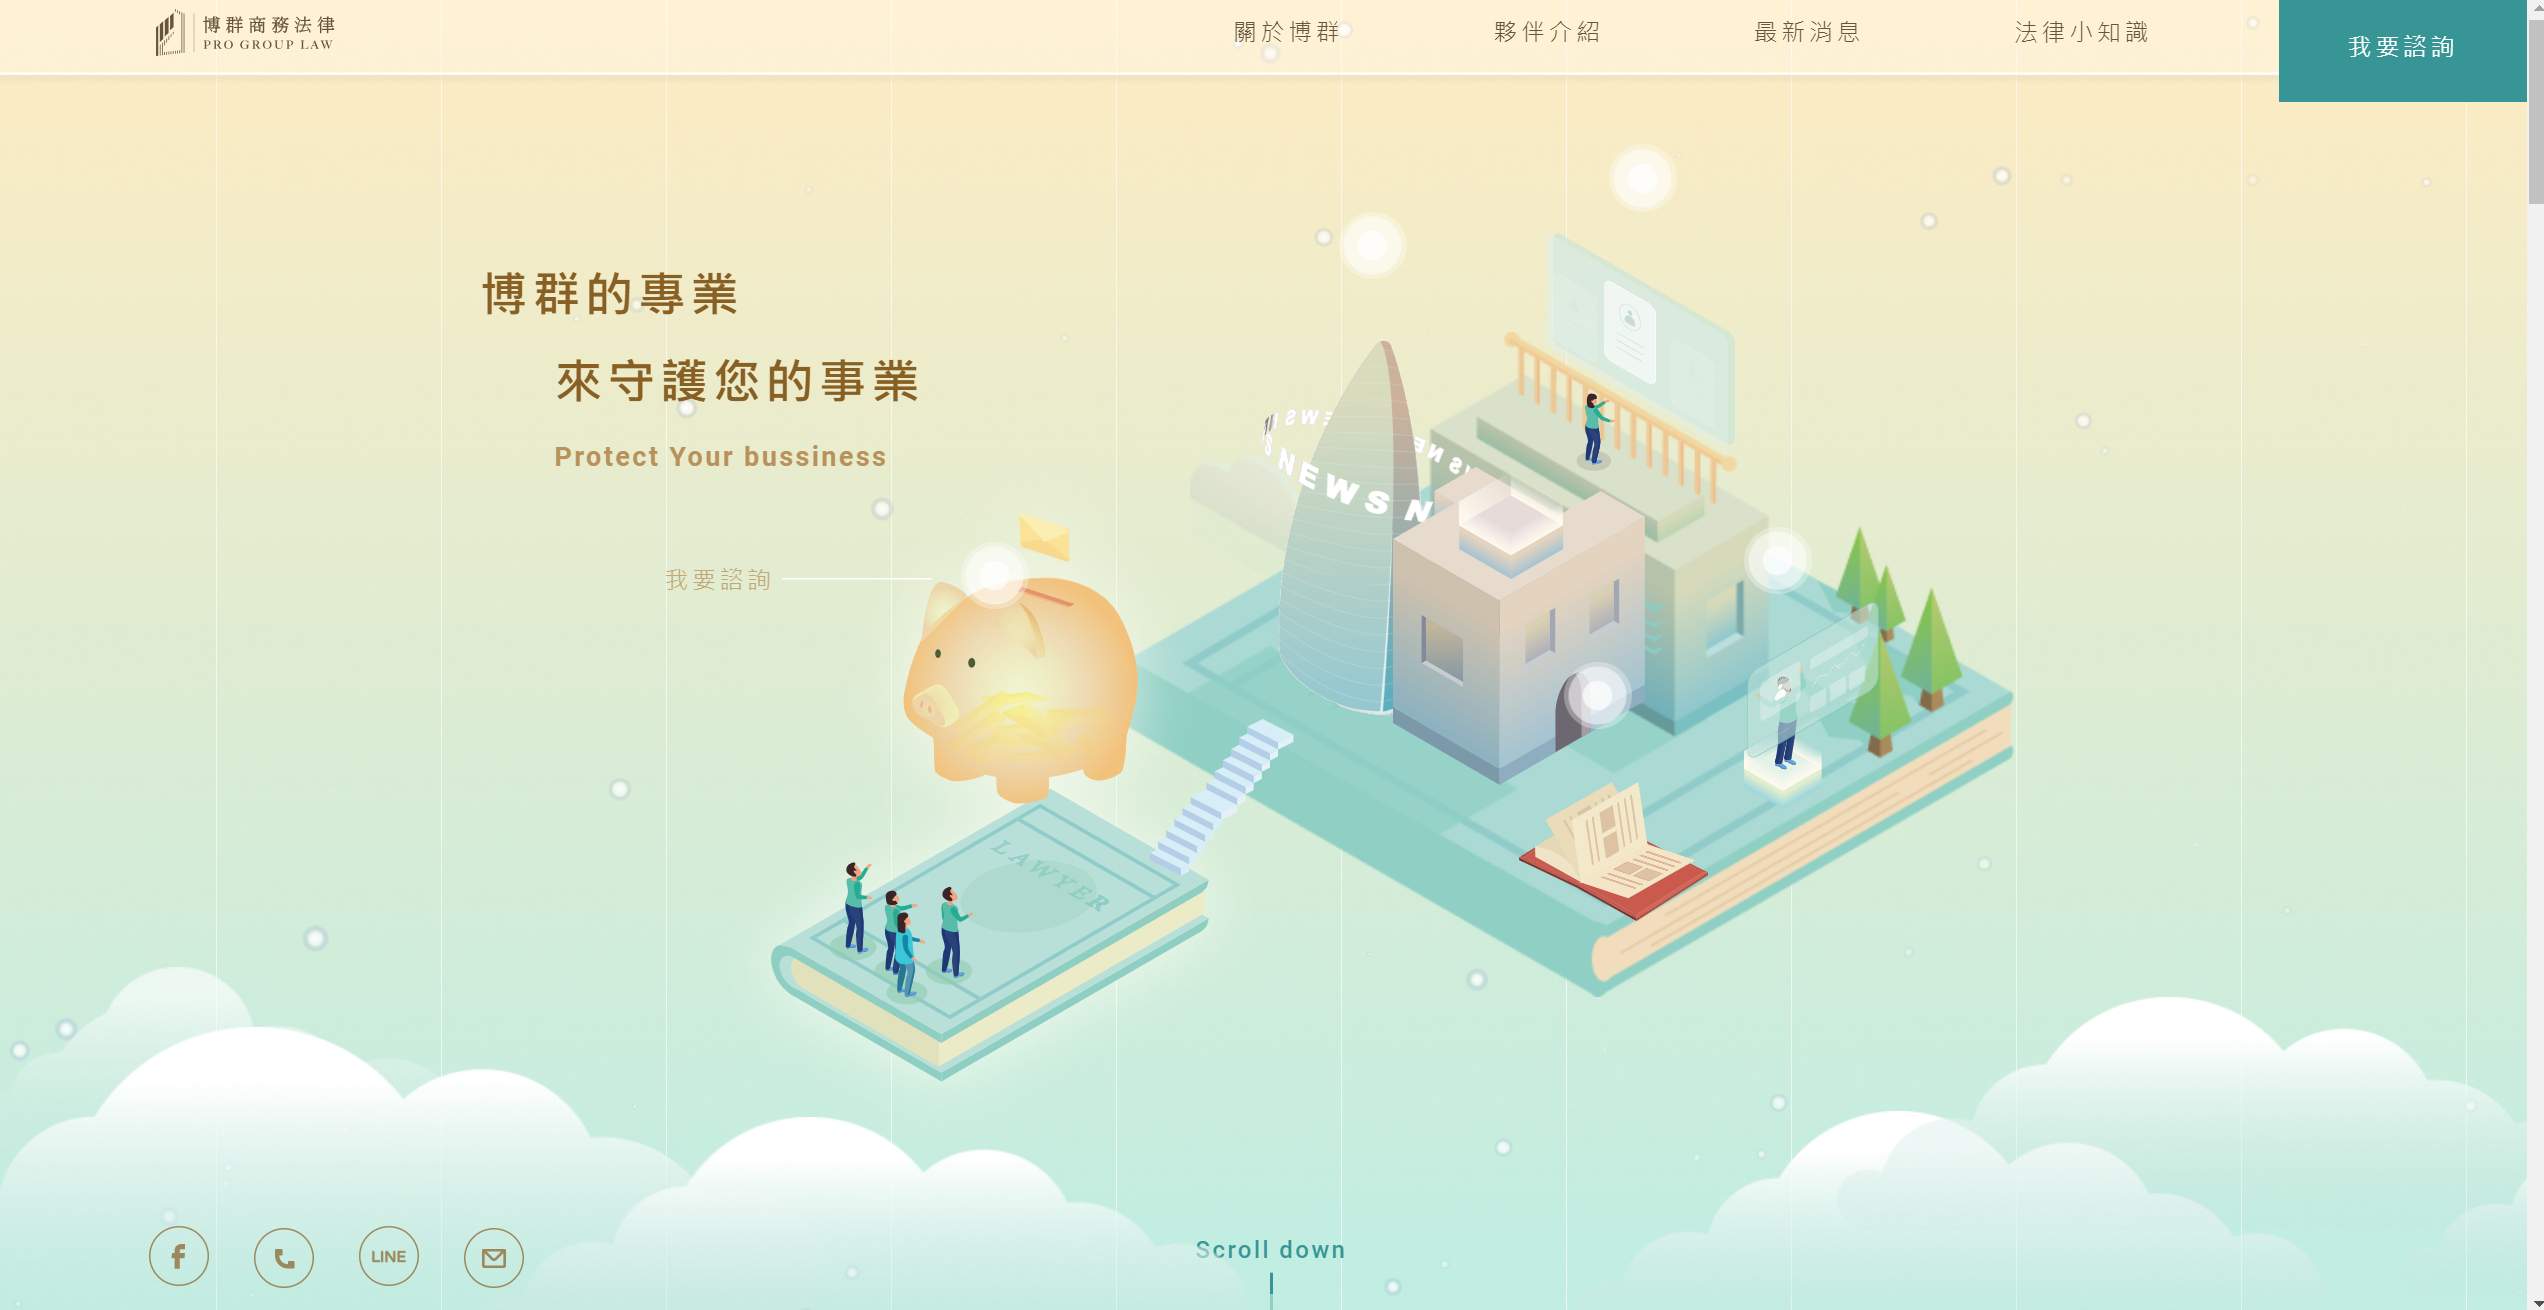 博群商務法律
PRO GROUP LAW
關於博群
夥伴介紹
最新消息
法律小知識
我要諮詢
博群的專業
來守護您的事業
Protect Your bussiness
我要諮詢
NEWS N
LAWYER
LINE
Scroll down